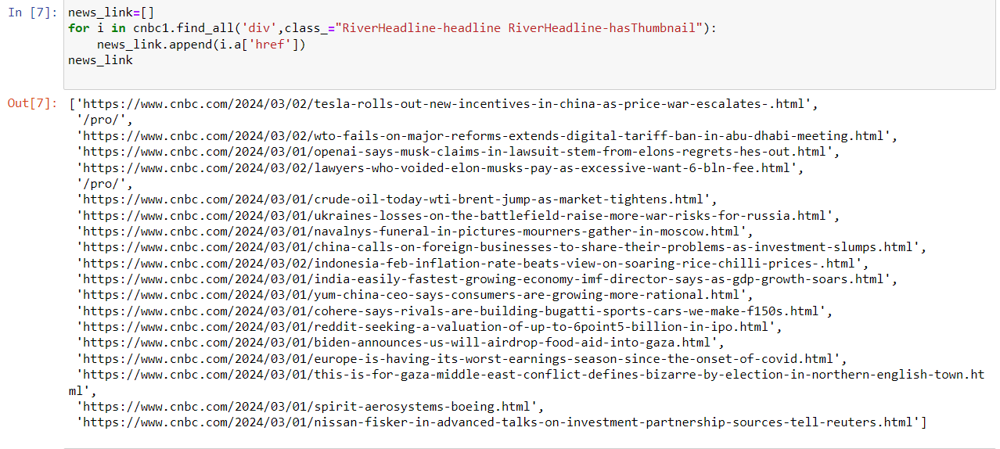 In [7]: news_link=[]
for i in cnbc1.find_all('div',class_="RiverHeadline-headline RiverHeadline-hasThumbnail"):
    news_link.append(i.a['href'])
news_link
Out[7]: ['https://www.cnbc.com/2024/03/02/tesla-rolls-out-new-incentives-in-china-as-price-war-escalates-.html',
'/pro/',
'https://www.cnbc.com/2024/03/02/wto-fails-on-major-reforms-extends-digital-tariff-ban-in-abu-dhabi-meeting.html',
'https://www.cnbc.com/2024/03/01/openai-says-musk-claims-in-lawsuit-stem-from-elons-regrets-hes-out.html',
'https://www.cnbc.com/2024/03/02/lawyers-who-voided-elon-musks-pay-as-excessive-want-6-bln-fee.html',
'/pro/',
'https://www.cnbc.com/2024/03/01/crude-oil-today-wti-brent-jump-as-market-tightens.html',
'https://www.cnbc.com/2024/03/01/ukraines-losses-on-the-battlefield-raise-more-war-risks-for-russia.html',
'https://www.cnbc.com/2024/03/01/navalnys-funeral-in-pictures-mourners-gather-in-moscow.html',
'https://www.cnbc.com/2024/03/01/china-calls-on-foreign-businesses-to-share-their-problems-as-investment-slumps.html',
'https://www.cnbc.com/2024/03/02/indonesia-feb-inflation-rate-beats-view-on-soaring-rice-chilli-prices-.html',
'https://www.cnbc.com/2024/03/01/india-easily-fastest-growing-economy-imf-director-says-as-gdp-growth-soars.html',
'https://www.cnbc.com/2024/03/01/yum-china-ceo-says-consumers-are-growing-more-rational.html',
'https://www.cnbc.com/2024/03/01/cohere-says-rivals-are-building-bugatti-sports-cars-we-make-f150s.html',
'https://www.cnbc.com/2024/03/01/reddit-seeking-a-valuation-of-up-to-6point5-billion-in-ipo.html',
'https://www.cnbc.com/2024/03/01/biden-announces-us-will-airdrop-food-aid-into-gaza.html',
'https://www.cnbc.com/2024/03/01/europe-is-having-its-worst-earnings-season-since-the-onset-of-covid.html',
'https://www.cnbc.com/2024/03/01/this-is-for-gaza-middle-east-conflict-defines-bizarre-by-election-in-northern-english-town.ht
ml',
'https://www.cnbc.com/2024/03/01/spirit-aerosystems-boeing.html',
'https://www.cnbc.com/2024/03/01/nissan-fisker-in-advanced-talks-on-investment-partnership-sources-tell-reuters.html']